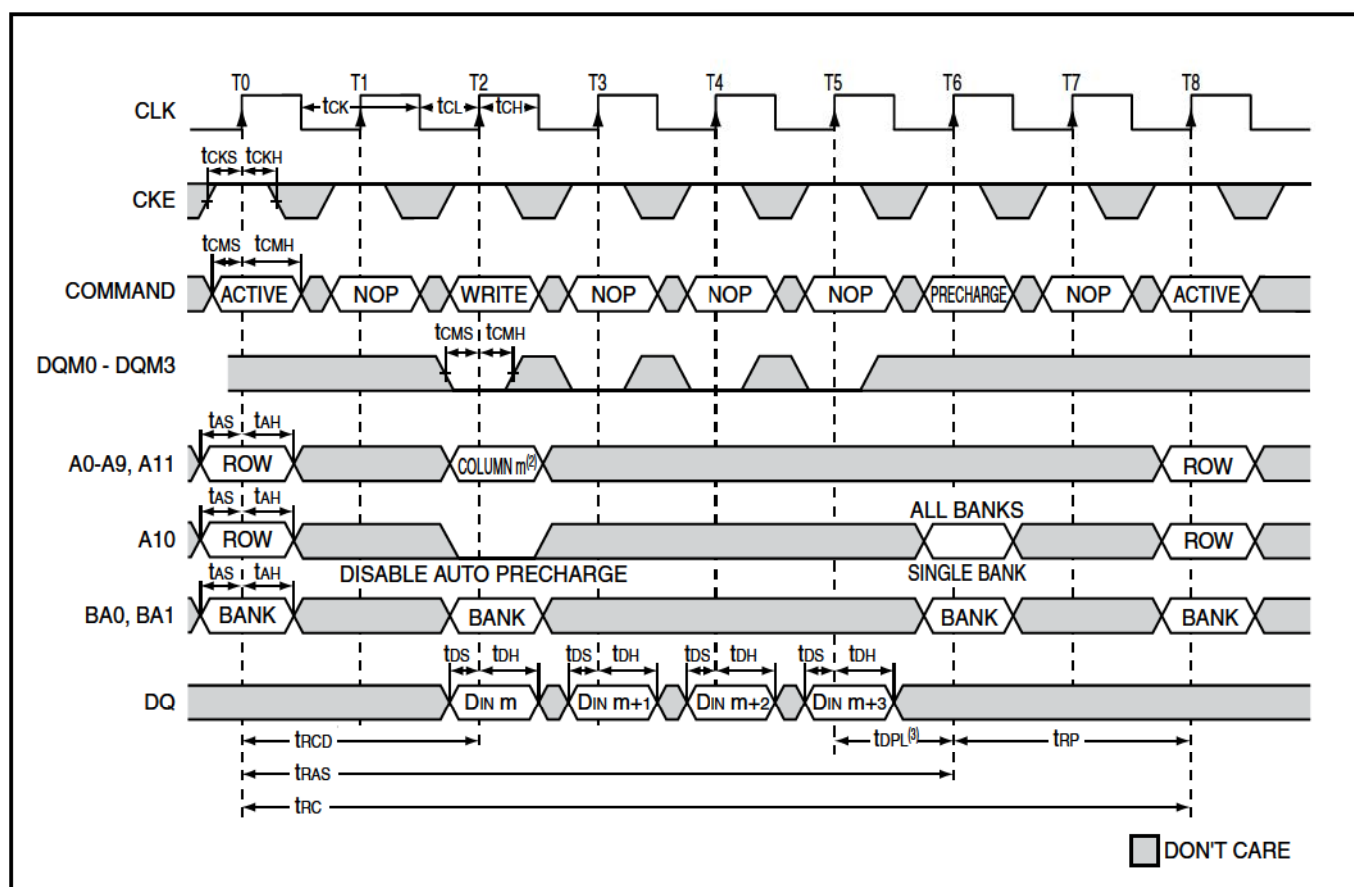 T0 T1 T2 T3 T4 T5 T6 T7 T8
CLK tCK tCL tCH
tCKS tCKH
CKE
tCMS tCMH
COMMAND ACTIVE NOP WRITE NOP NOP NOP PRECHARGE NOP ACTIVE
tCMS tCMH
DQM0 - DQM3
tAS tAH
A0-A9, A11 ROW COLUMN m(2) ROW
tAS tAH ALL BANKS
A10 ROW ROW
DISABLE AUTO PRECHARGE SINGLE BANK
tAS tAH
BA0, BA1 BANK BANK BANK BANK
tDS tDH tDS tDH tDS tDH tDS tDH
DQ DIN m DIN m+1 DIN m+2 DIN m+3
tRCD tDPL(3) tRP
tRAS
tRC
DON'T CARE